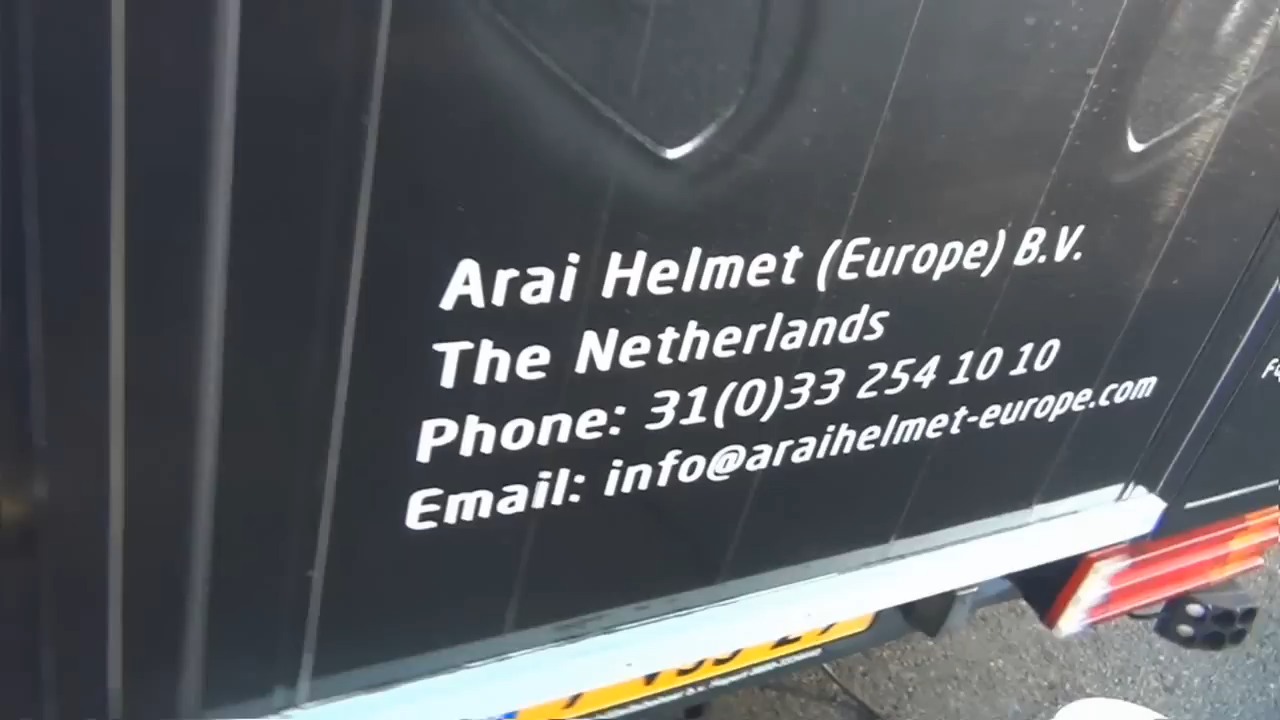 Arai Helmet (Europe) B.V.
The Netherlands
Phone: 31(0)33 254 10 10
Email: info@araihelmet-europe.com